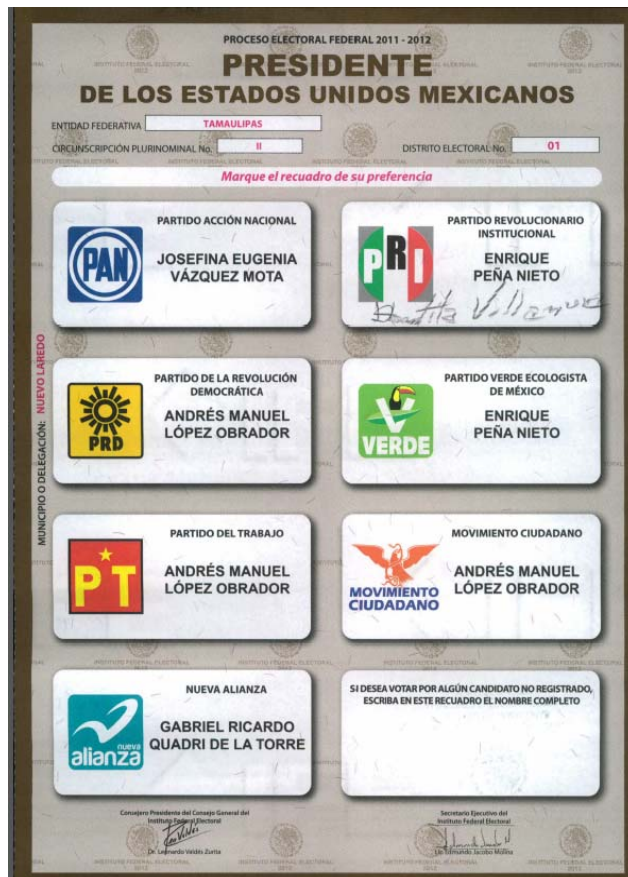 PROCESO ELECTORAL FEDERAL 2011 - 2012
PRESIDENTE
DE LOS ESTADOS UNIDOS MEXICANOS
ENTIDAD FEDERATIVA TAMAULIPAS
CIRCUNSCRIPCIÓN PLURINOMINAL No. II DISTRITO ELECTORAL No. 01
Marque el recuadro de su preferencia
MUNICIPIO O DELEGACIÓN: NUEVO LAREDO
PARTIDO ACCIÓN NACIONAL
PAN
JOSEFINA EUGENIA
VÁZQUEZ MOTA
PARTIDO REVOLUCIONARIO
INSTITUCIONAL
PRI
ENRIQUE
PEÑA NIETO
Villanueva
PARTIDO DE LA REVOLUCIÓN
DEMOCRÁTICA
PRD
ANDRÉS MANUEL
LÓPEZ OBRADOR
PARTIDO VERDE ECOLOGISTA
DE MÉXICO
VERDE
ENRIQUE
PEÑA NIETO
PARTIDO DEL TRABAJO
PT
ANDRÉS MANUEL
LÓPEZ OBRADOR
MOVIMIENTO CIUDADANO
MOVIMIENTO
CIUDADANO
ANDRÉS MANUEL
LÓPEZ OBRADOR
NUEVA ALIANZA
nueva
alianza
GABRIEL RICARDO
QUADRI DE LA TORRE
SI DESEA VOTAR POR ALGÚN CANDIDATO NO REGISTRADO,
ESCRIBA EN ESTE RECUADRO EL NOMBRE COMPLETO
Consejero Presidente del Consejo General del
Instituto Federal Electoral
Dr. Leonardo Valdés Zurita
Secretario Ejecutivo del
Instituto Federal Electoral
Lic. Edmundo Jacobo Molina